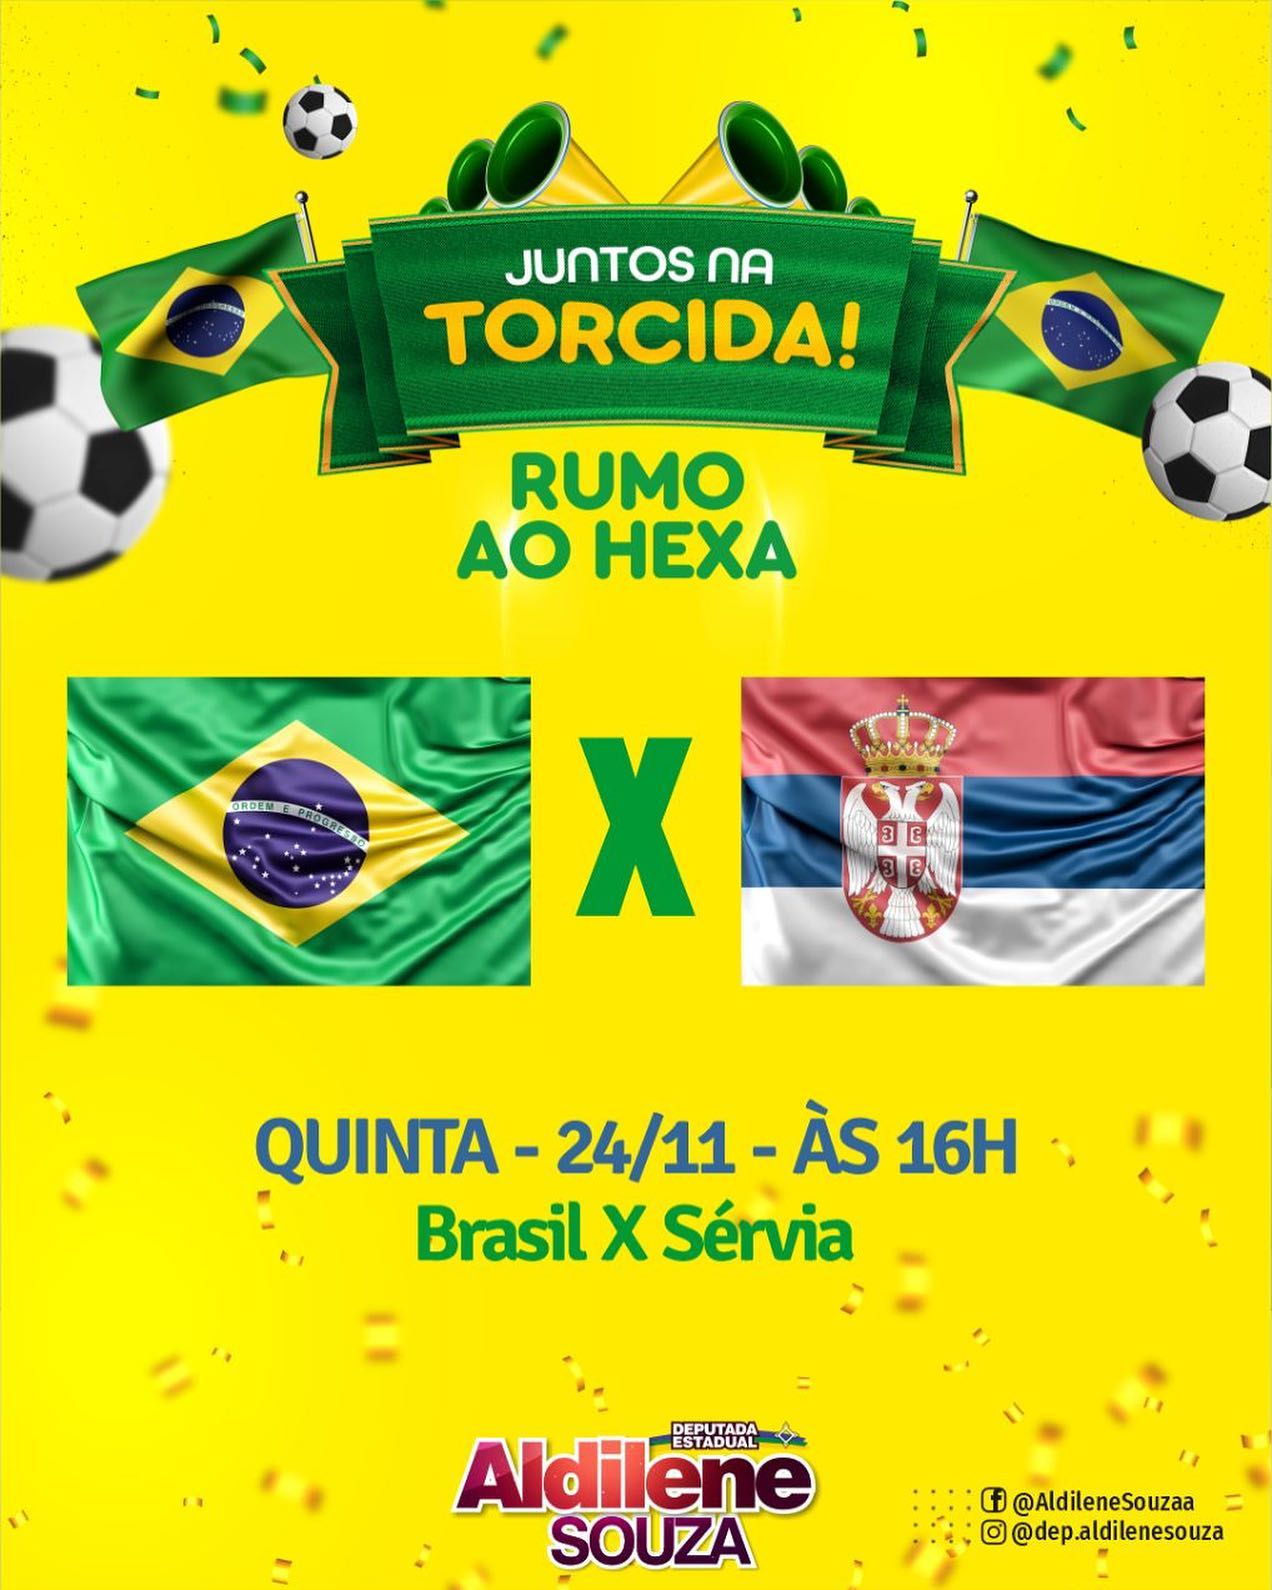 JUNTOS NA
TORCIDA!
RUMO
AO HEXA
ORDEM E PROGRESSO
X
QUINTA - 24/11 - ÀS 16H
Brasil X Sérvia
DEPUTADA
ESTADUAL
Aldilene
SOUZA
@AldileneSouzaa
@dep.aldilenesouza